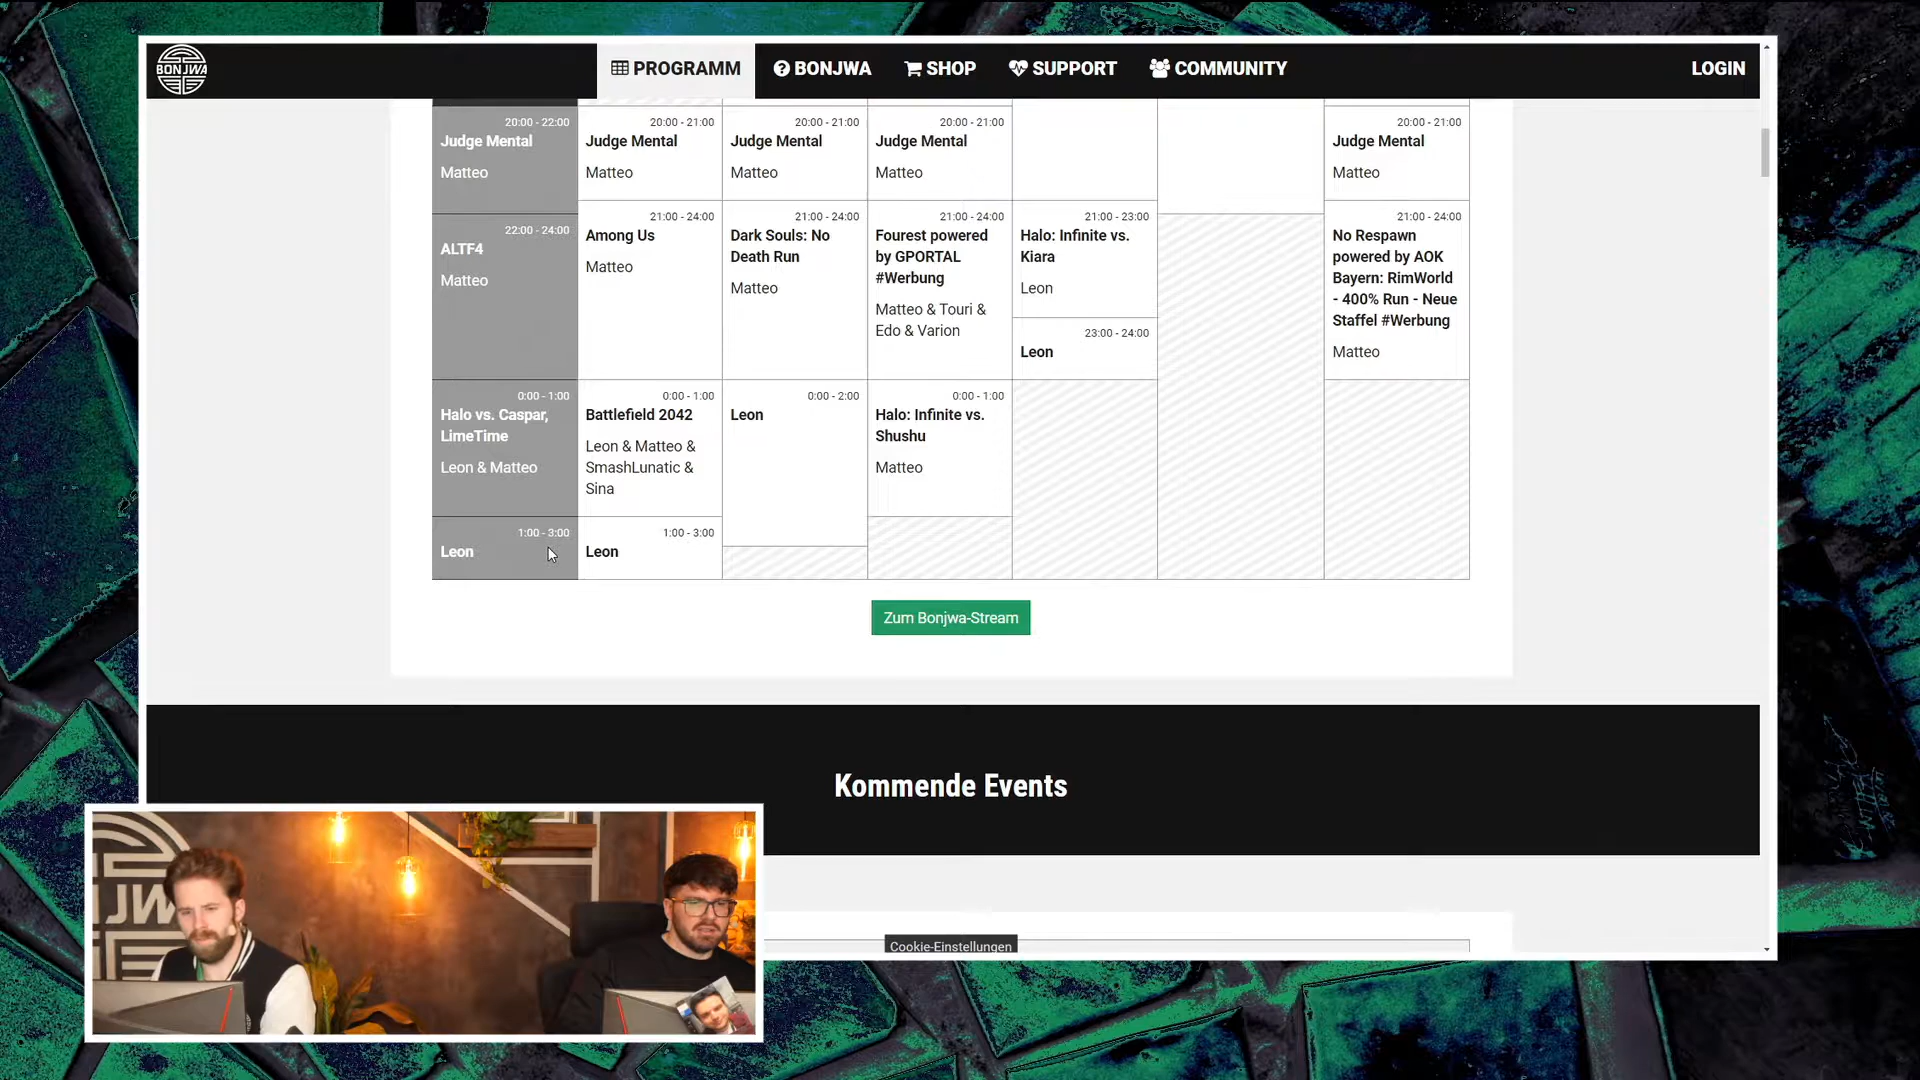 BONJWA
PROGRAMM
BONJWA
SHOP
SUPPORT
COMMUNITY
LOGIN
20:00 - 22:00
Judge Mental
Matteo
20:00 - 21:00
Judge Mental
Matteo
20:00 - 21:00
Judge Mental
Matteo
20:00 - 21:00
Judge Mental
Matteo
20:00 - 21:00
Judge Mental
Matteo
22:00 - 24:00
ALTF4
Matteo
21:00 - 24:00
Among Us
Matteo
21:00 - 24:00
Dark Souls: No
Death Run
Matteo
21:00 - 24:00
Fourest powered
by GPORTAL
#Werbung
Matteo & Touri &
Edo & Varion
21:00 - 23:00
Halo: Infinite vs.
Kiara
Leon
23:00 - 24:00
Leon
21:00 - 24:00
No Respawn
powered by AOK
Bayern: RimWorld
- 400% Run - Neue
Staffel #Werbung
Matteo
0:00 - 1:00
Halo vs. Caspar,
LimeTime
Leon & Matteo
0:00 - 1:00
Battlefield 2042
Leon & Matteo &
SmashLunatic &
Sina
0:00 - 2:00
Leon
0:00 - 1:00
Halo: Infinite vs.
Shushu
Matteo
1:00 - 3:00
Leon
1:00 - 3:00
Leon
Zum Bonjwa-Stream
Kommende Events
Cookie-Einstellungen
JW